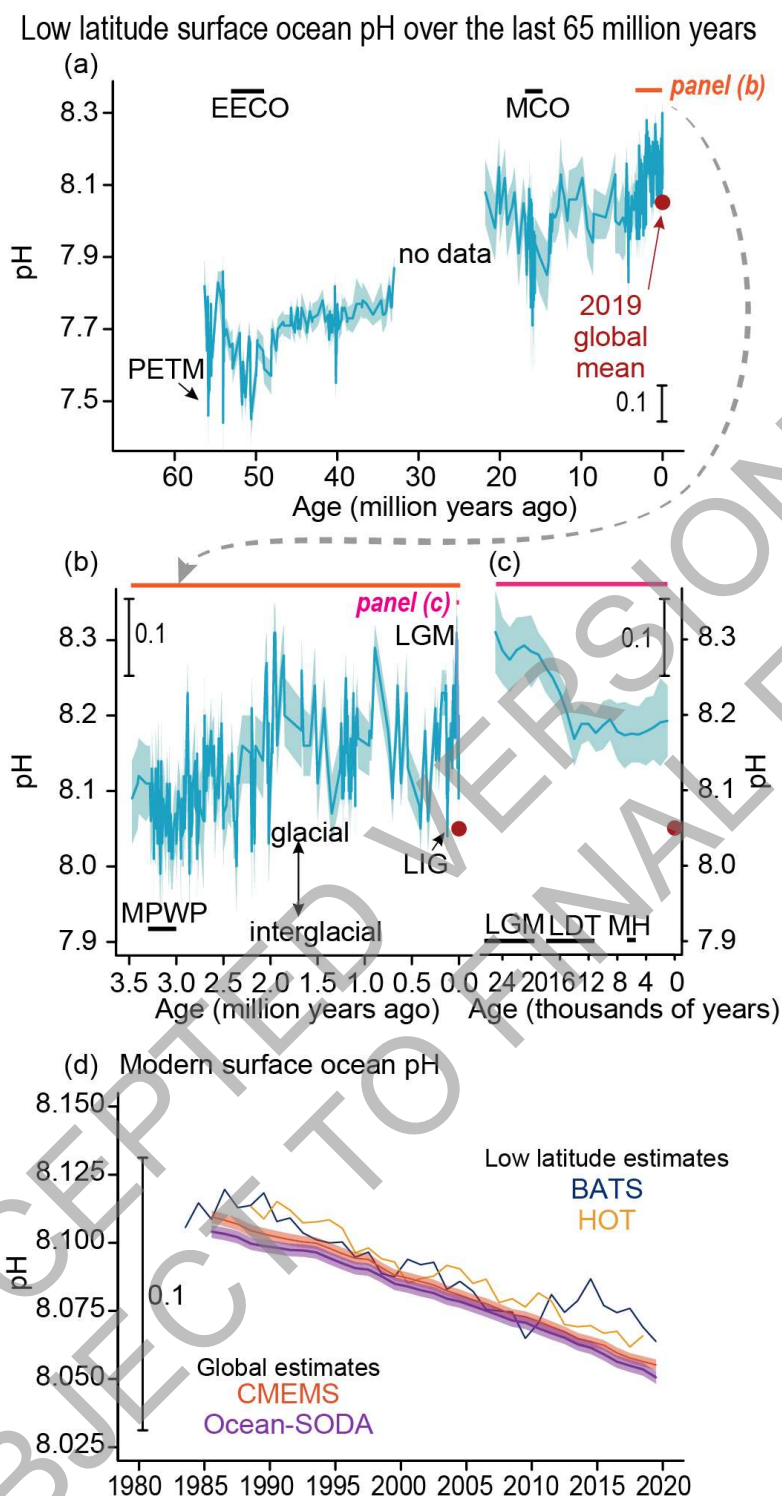 Low latitude surface ocean pH over the last 65 million years
(a)
panel (b)
EECO
MCO
8.3
8.1
7.9
7.7
7.5
pH
no data
2019
global
mean
PETM
0.1
60 50 40 30 20 10 0
Age (million years ago)
(b)
panel (c)
LGM
0.1
8.3
8.2
8.1
8.0
7.9
pH
glacial
interglacial
LIG
MPWP
3.5 3.0 2.5 2.0 1.5 1.0 0.5 0.0
Age (million years ago)
(c)
0.1
8.3
8.2
8.1
8.0
7.9
pH
LGM LDT MH
24 20 16 12 8 4 0
Age (thousands of years)
(d) Modern surface ocean pH
8.150
8.125
8.100
8.075
8.050
8.025
pH
0.1
Low latitude estimates
BATS
HOT
Global estimates
CMEMS
Ocean-SODA
1980 1985 1990 1995 2000 2005 2010 2015 2020
CEPTED VERSION
BJECT TO FINAL